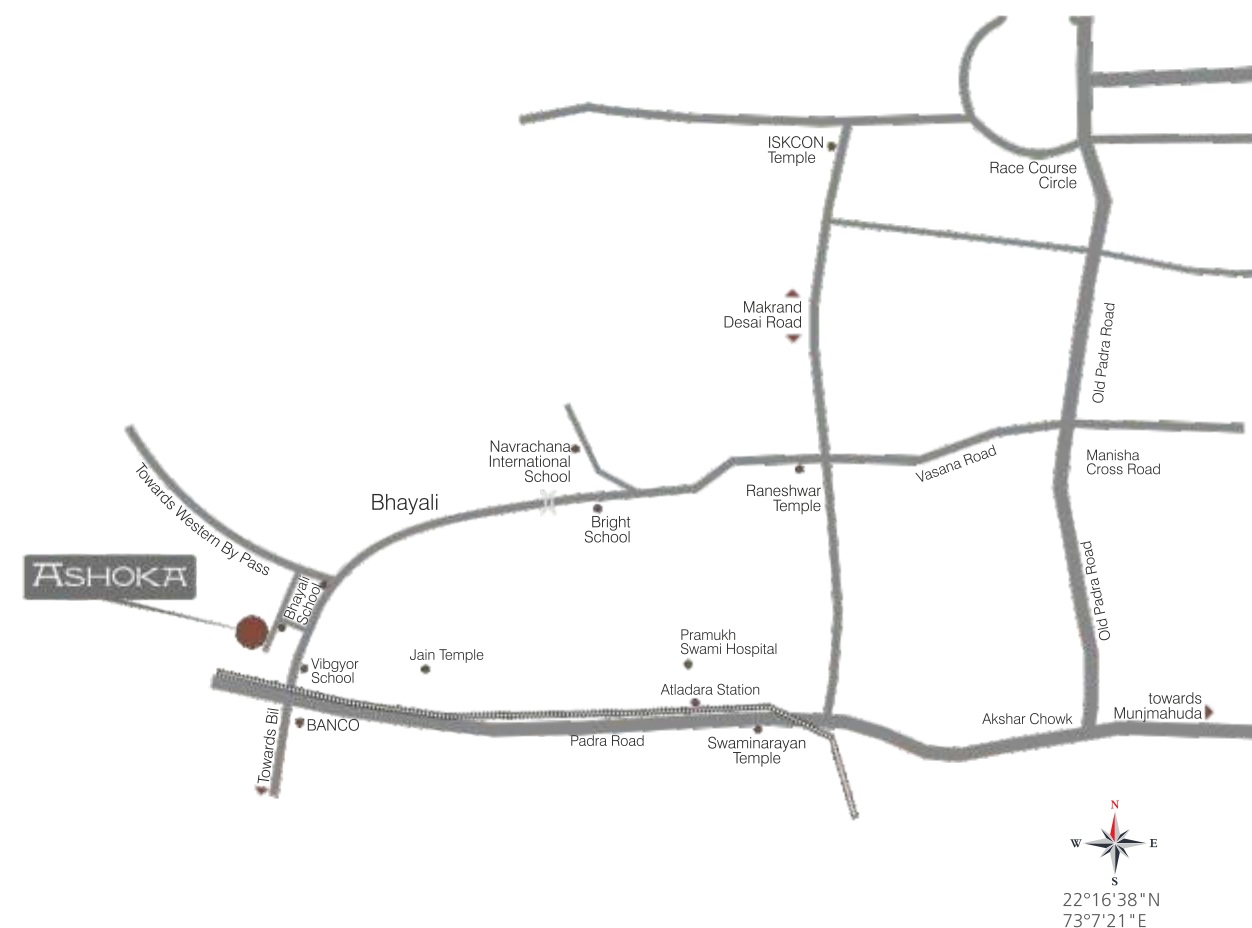 ISKCON
Temple
Race Course
Circle
Makrand
Desai Road
Old Padra Road
Navrachana
International
School
Vasana Road
Manisha
Cross Road
Raneshwar
Temple
Bhayali
Bright
School
Towards Western By Pass
ASHOKA
Bhayali
School
Old Padra Road
Pramukh
Swami Hospital
Jain Temple
Vibgyor
School
Atladara Station
towards
Munjmahuda
Akshar Chowk
BANCO
Towards Bil
Padra Road
Swaminarayan
Temple
N
W
E
S
22°16'38"N
73°7'21"E